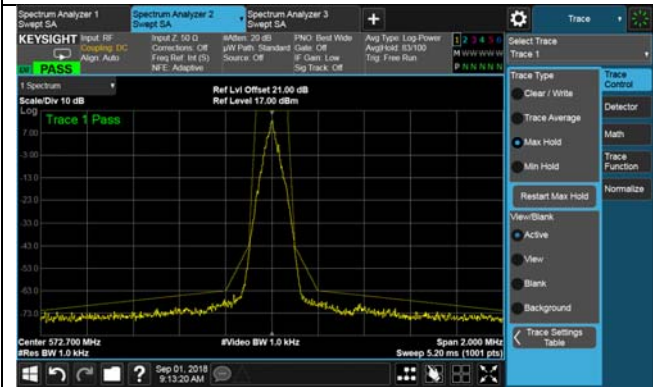 Spectrum Analyzer 1
Swept SA
Spectrum Analyzer 2
Swept SA
Spectrum Analyzer 3
Swept SA
+
Trace
KEYSIGHT
Input: RF
Coupling: DC
Align: Auto
PASS
Input Z: 50 Ω
Corrections: Off
Freq Ref: Int (S)
NFE: Adaptive
#Atten: 20 dB
µW Path: Standard
Source: Off
PNO: Best Wide
Gate: Off
IF Gain: Low
Sig Track: Off
Avg Type: Log-Power
Avg|Hold: 83/100
Trig: Free Run
1 2 3 4 5 6
M W W W W W
P N N N N N
Select Trace
Trace 1
1 Spectrum
Scale/Div 10 dB
Ref Lvl Offset 21.00 dB
Ref Level 17.00 dBm
Log
Trace 1 Pass
7.00
-3.00
-13.0
-23.0
-33.0
-43.0
-53.0
-63.0
-73.0
Center 572.700 MHz
#Res BW 1.0 kHz
#Video BW 1.0 kHz
Span 2.000 MHz
Sweep 5.20 ms (1001 pts)
Trace Type
Clear / Write
Trace Average
Max Hold
Min Hold
Restart Max Hold
View/Blank
Active
View
Blank
Background
Trace Settings
Table
Trace
Control
Detector
Math
Trace
Function
Normalize
?
Sep 01, 2018
9:13:20 AM